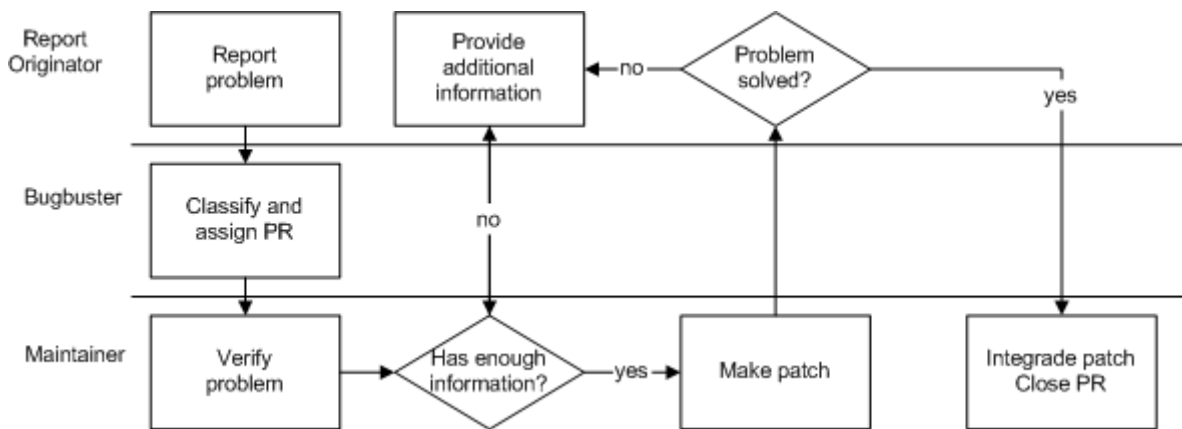 Report
Originator
Report
problem
Provide
additional
information
no
Problem
solved?
yes
Bugbuster
Classify and
assign PR
no
Maintainer
Verify
problem
Has enough
information?
yes
Make patch
Integrade patch
Close PR